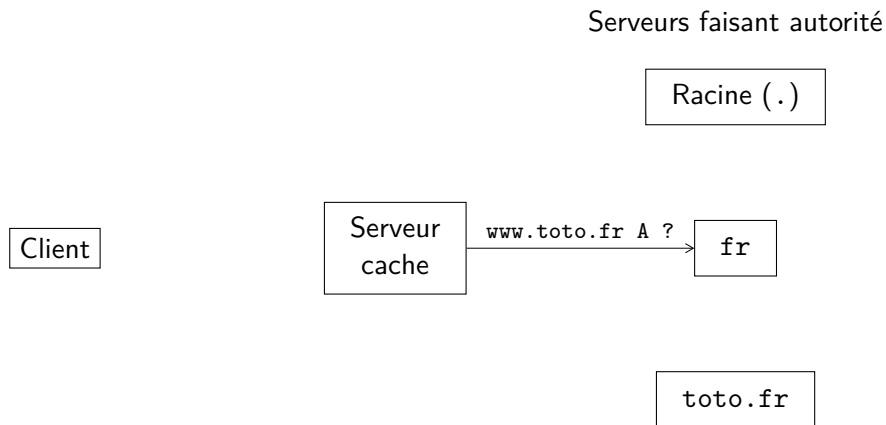 Serveurs faisant autorité
Racine (.)
Client
Serveur
cache
www.toto.fr A ?
fr
toto.fr